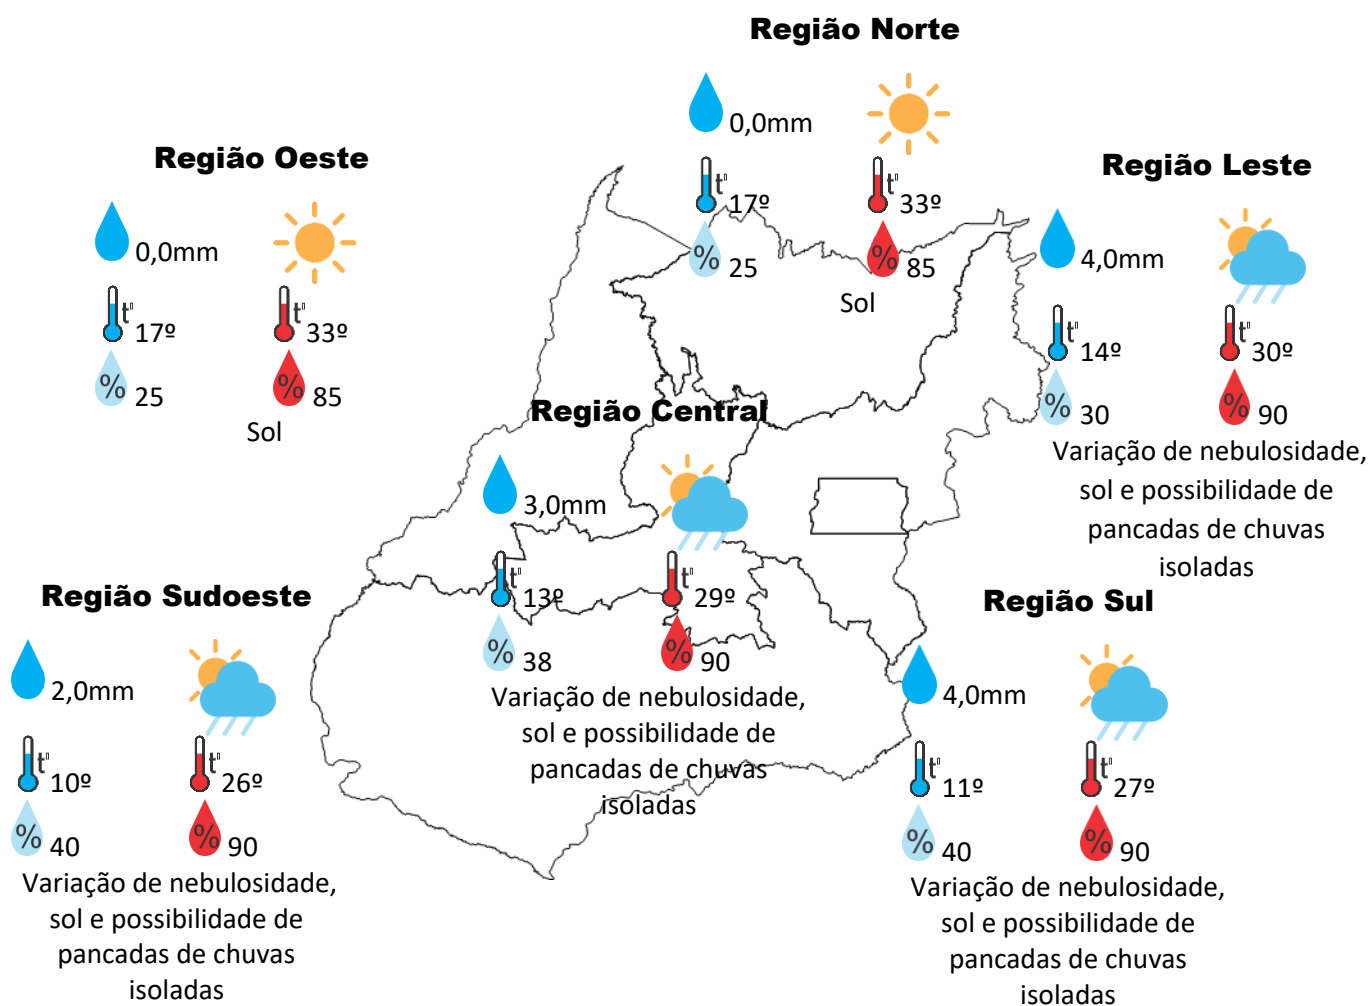 Região Norte
0,0mm
t°
17º
t°
33º
% 25
% 85
Sol
Região Oeste
0,0mm
t°
17º
t°
33º
% 25
% 85
Sol
Região Leste
4,0mm
t°
14º
t°
30º
% 30
% 90
Variação de nebulosidade,
sol e possibilidade de
pancadas de chuvas
isoladas
Região Central
3,0mm
t°
13º
t°
29º
% 38
% 90
Variação de nebulosidade,
sol e possibilidade de
pancadas de chuvas
isoladas
Região Sudoeste
2,0mm
t°
10º
t°
26º
% 40
% 90
Variação de nebulosidade,
sol e possibilidade de
pancadas de chuvas
isoladas
Região Sul
4,0mm
t°
11º
t°
27º
% 40
% 90
Variação de nebulosidade,
sol e possibilidade de
pancadas de chuvas
isoladas